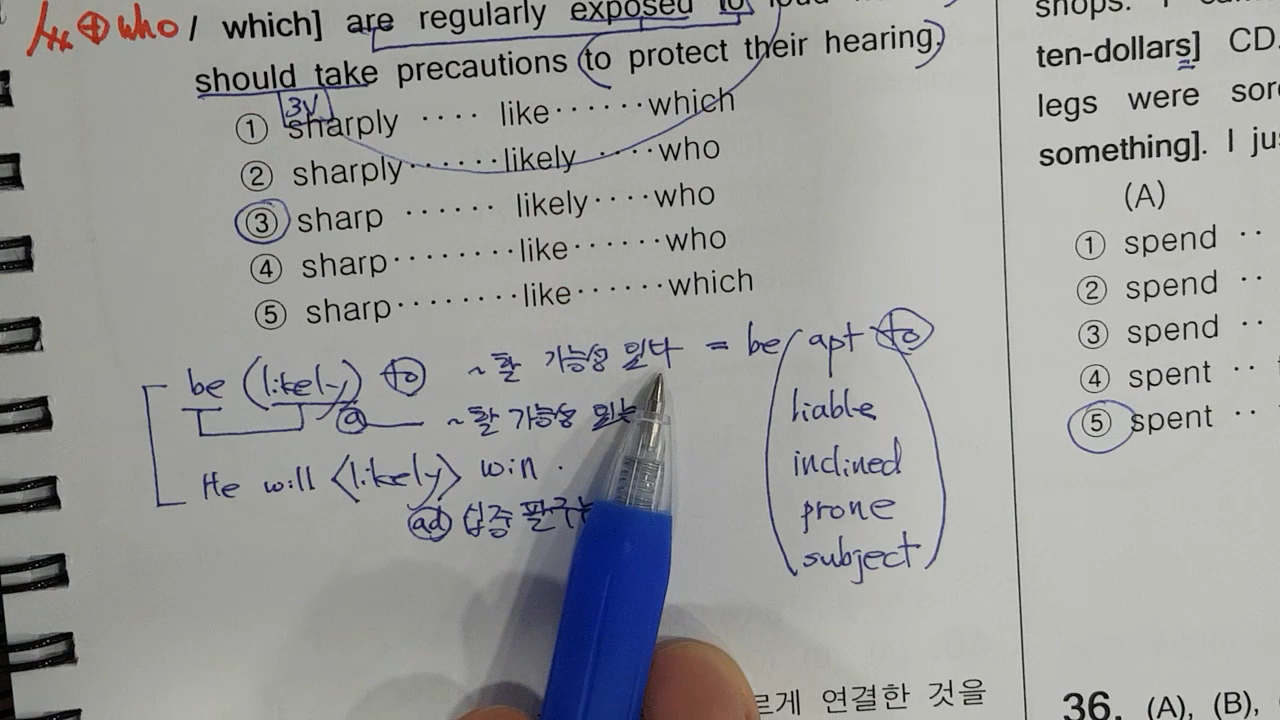 who / which] are regularly exposed to loud
should take precautions to protect their hearing.
3V
① sharply ···· like ······ which
② sharply ······ likely ···· who
③ sharp ······ likely ···· who
④ sharp ········ like ······ who
⑤ sharp ········ like ······ which
be (likely) to ~할 가능성 있다 = be apt to
ⓐ ~할 가능성 있는
liable
He will <likely> win.
inclined
ad 십중팔구는
prone
subject
르게 연결한 것을
shops. I
ten-dollars] CD.
legs were
something]. I
(A)
① spend ··
② spend ··
③ spend ··
④ spent ··
⑤ spent ··
36. (A), (B),